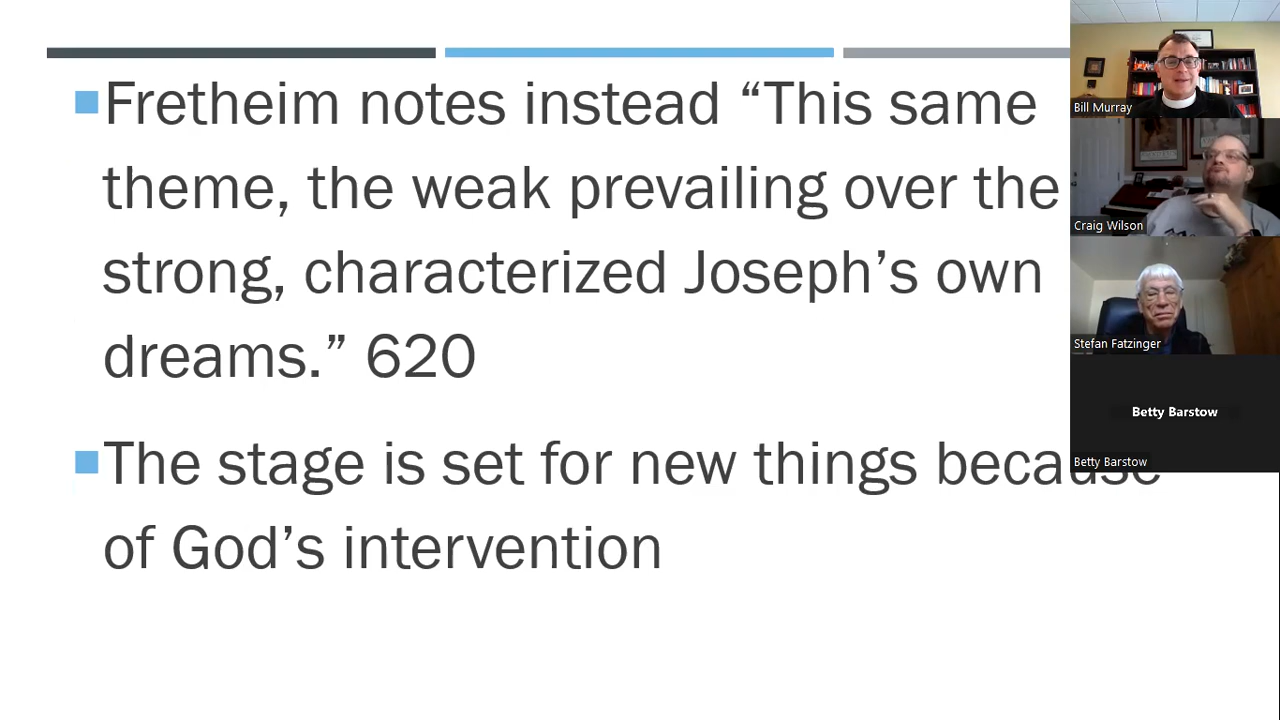 Fretheim notes instead “This same
theme, the weak prevailing over the
strong, characterized Joseph’s own
dreams.” 620
The stage is set for new things because
of God’s intervention
Bill Murray
Craig Wilson
Stefan Fatzinger
Betty Barstow
Betty Barstow